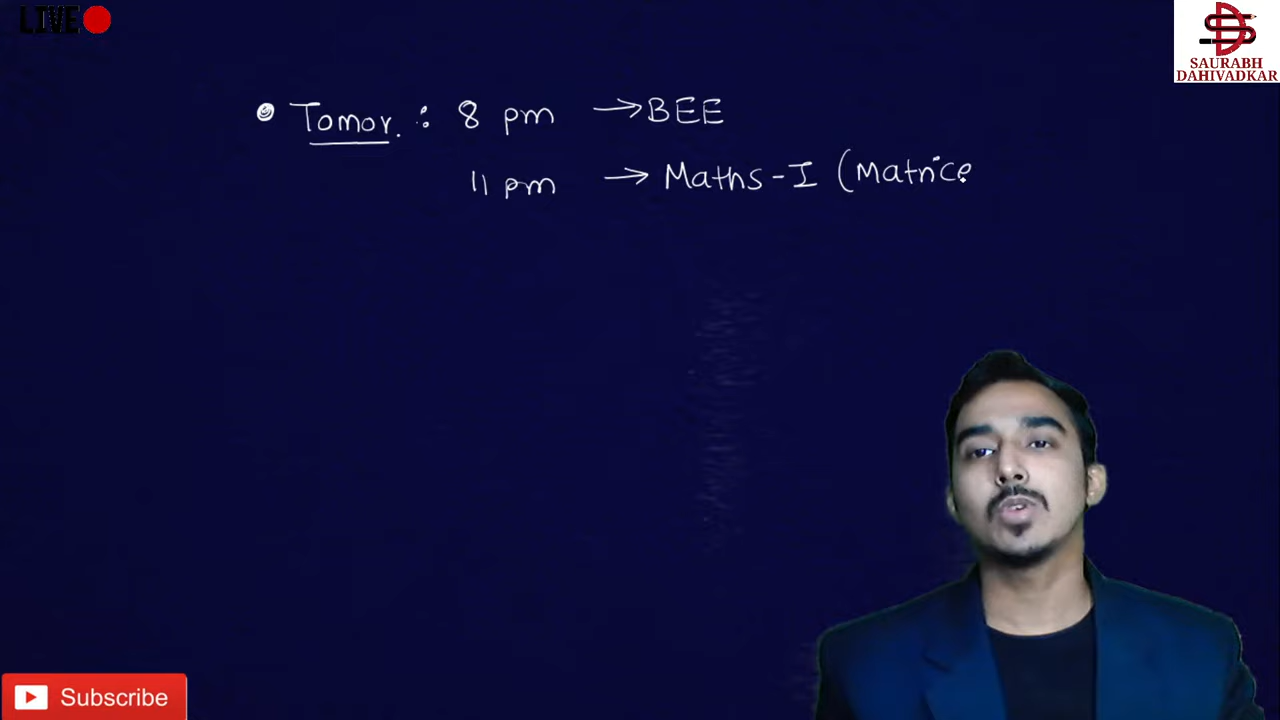 LIVE
SAURABH
DAHIVADKAR
Tomor. : 8 pm → BEE
11 pm → Maths - I (Matrice
Subscribe